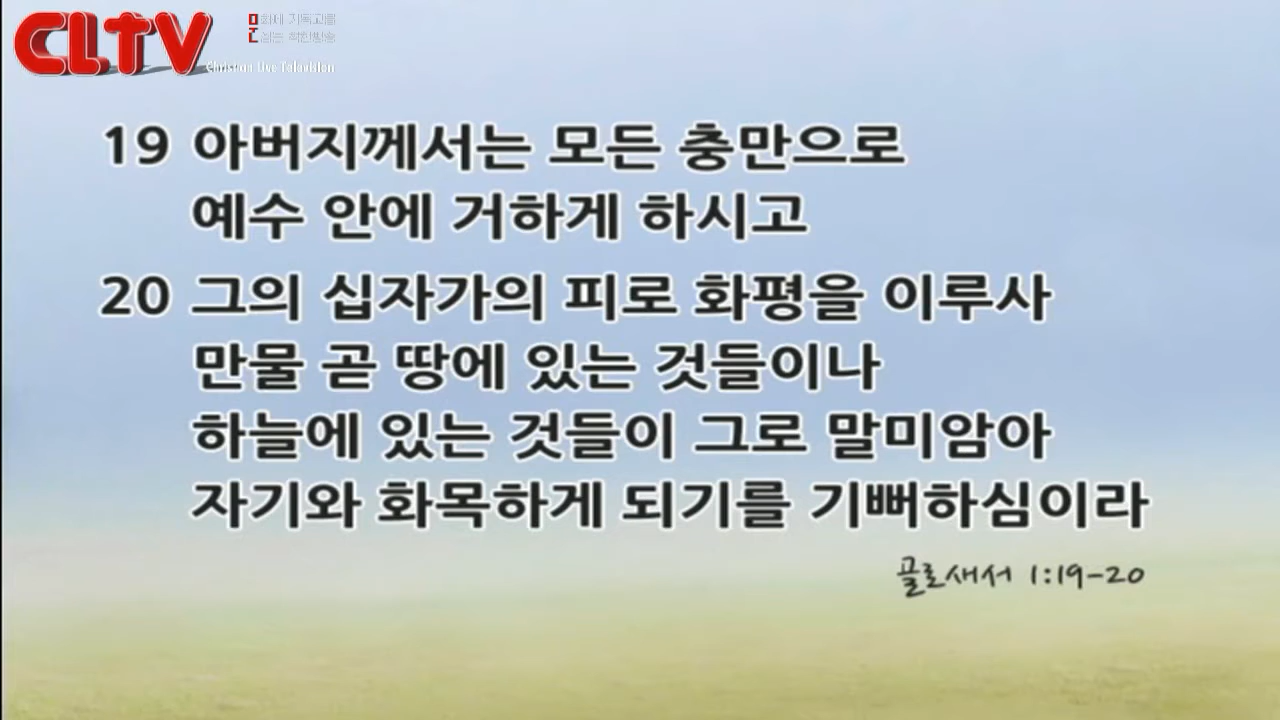 CLTV
Christian Live Television
19 아버지께서는 모든 충만으로
예수 안에 거하게 하시고
20 그의 십자가의 피로 화평을 이루사
만물 곧 땅에 있는 것들이나
하늘에 있는 것들이 그로 말미암아
자기와 화목하게 되기를 기뻐하심이라
골로새서 1:19-20